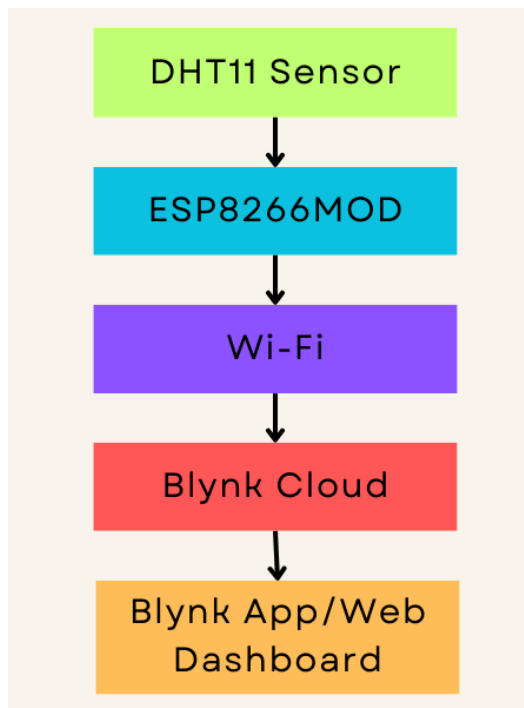 DHT11 Sensor
ESP8266MOD
Wi-Fi
Blynk Cloud
Blynk App/Web
Dashboard